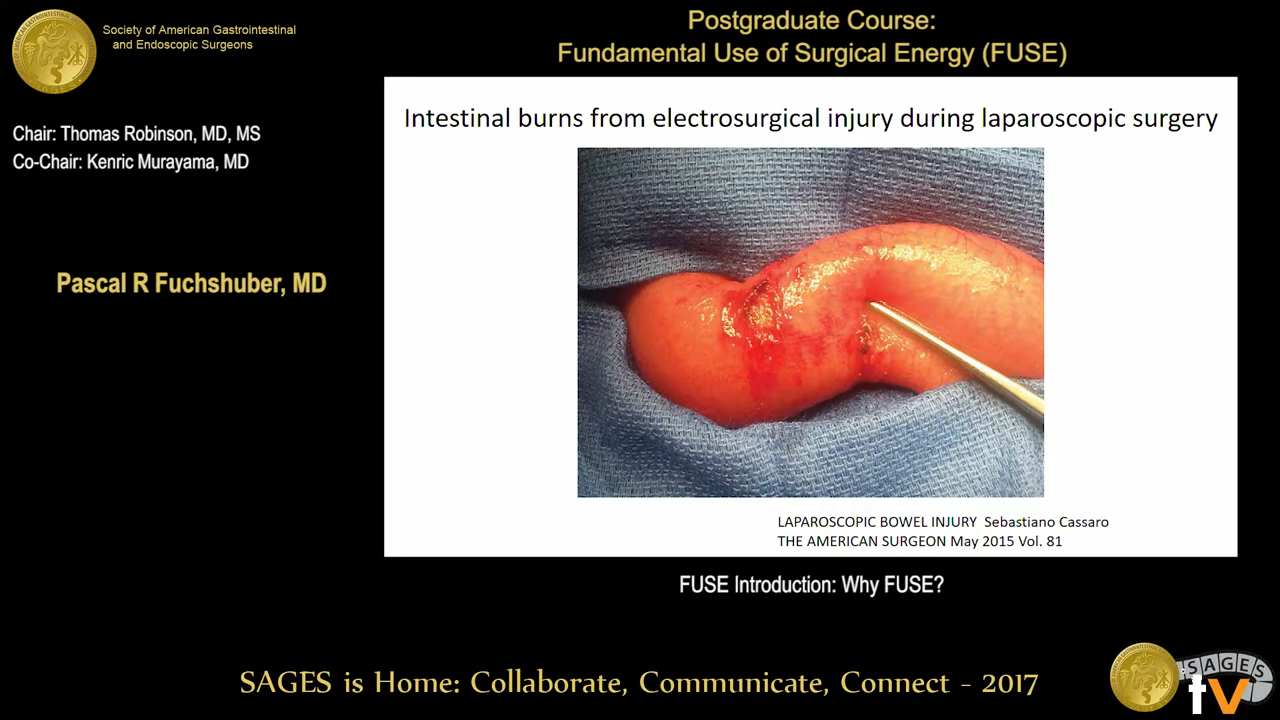 Society of American Gastrointestinal
and Endoscopic Surgeons
Postgraduate Course:
Fundamental Use of Surgical Energy (FUSE)
Chair: Thomas Robinson, MD, MS
Co-Chair: Kenric Murayama, MD
Pascal R Fuchshuber, MD
Intestinal burns from electrosurgical injury during laparoscopic surgery
LAPAROSCOPIC BOWEL INJURY Sebastiano Cassaro
THE AMERICAN SURGEON May 2015 Vol. 81
FUSE Introduction: Why FUSE?
SAGES is Home: Collaborate, Communicate, Connect - 2017
SAGES
tv